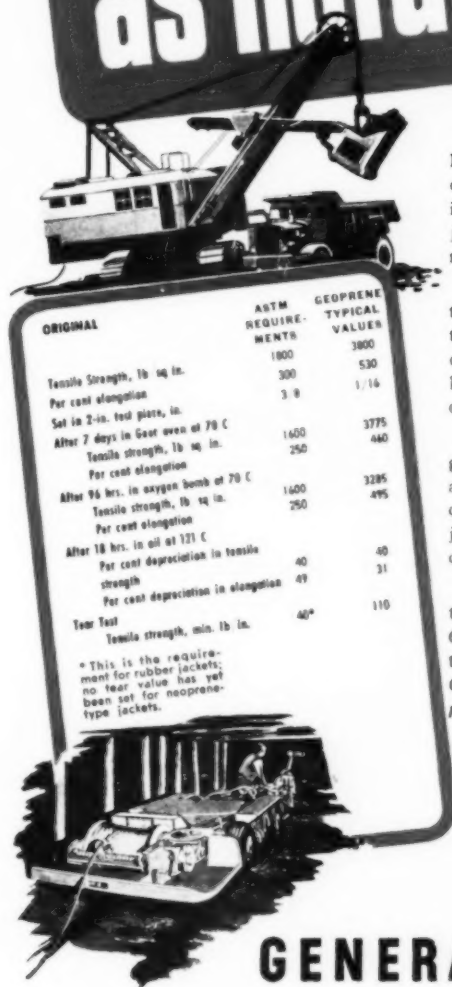 as
ORIGINAL ASTM REQUIRE- MENTS GEOPRENE TYPICAL VALUES
Tensile Strength, lb sq in. 1800 3800
Per cent elongation 300 530
Set in 2-in. test piece, in. 3/8 1/16
After 7 days in Geer oven at 70 C
Tensile strength, lb sq in. 1600 3775
Per cent elongation 250 460
After 96 hrs. in oxygen bomb at 70 C
Tensile strength, lb sq in. 1600 3285
Per cent elongation 250 495
After 18 hrs. in oil at 121 C
Per cent depreciation in tensile
strength 40 40
Per cent depreciation in elongation 49 31
Tear Test
Tensile strength, min. lb in. 40* 110
* This is the require-
ment for rubber jackets;
no tear value has yet
been set for neoprene-
type jackets.
GENERA